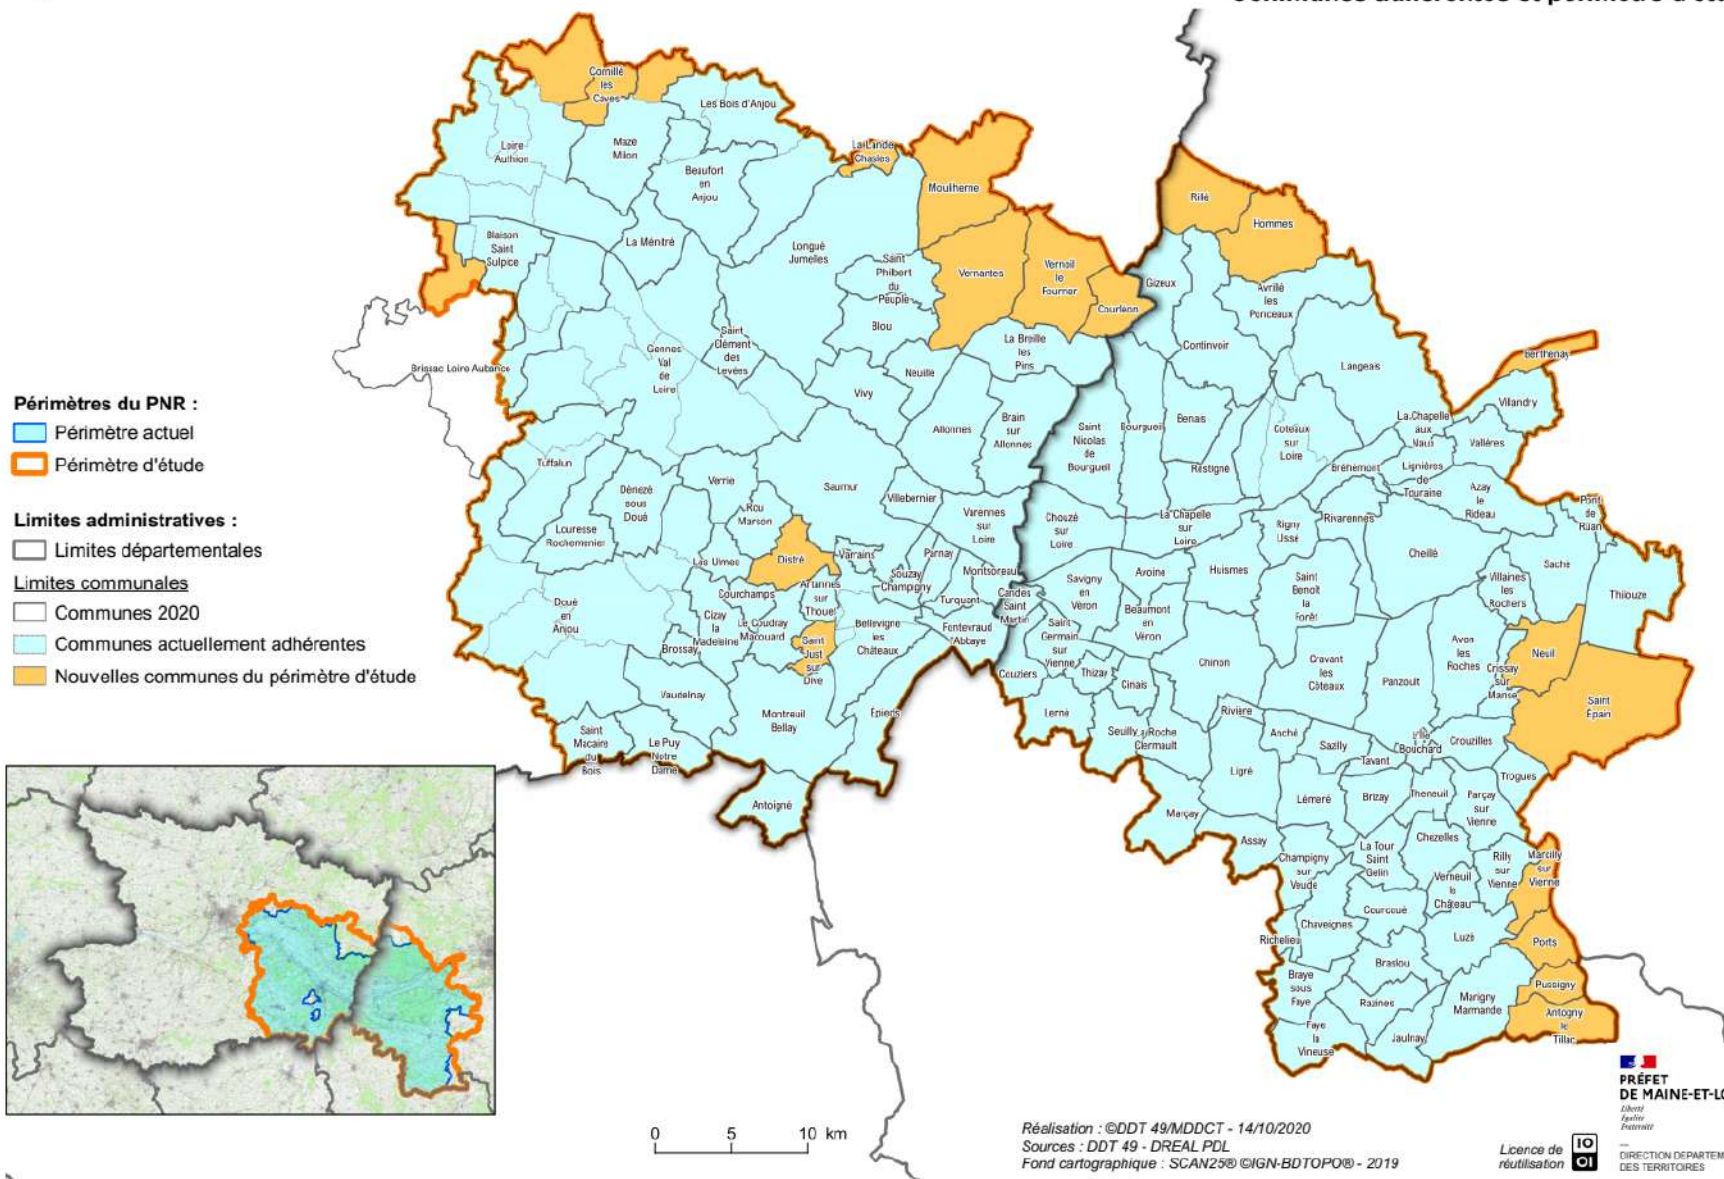 Périmètres du PNR :
Périmètre actuel
Périmètre d'étude
Limites administratives :
Limites départementales
Limites communales
Communes 2020
Communes actuellement adhérentes
Nouvelles communes du périmètre d'étude
Cornillé
les
Caves
Les Bois d'Anjou
Loire
Authion
Mazé
Milon
Beaufort
en
Anjou
La Lande
Chasles
Mouliherne
Rillé
Hommes
Blaison
Saint
Sulpice
La Ménitré
Longué
Jumelles
Saint
Philbert
du
Peuple
Vernantes
Vernoil
le
Fourrier
Courléon
Gizeux
Avrillé
les
Ponceaux
Blou
Brissac Loire Aubance
Gennes
Val
de
Loire
Saint
Clément
des
Levées
La Breille
les
Pins
Continvoir
Langeais
Berthenay
Neuillé
Vivy
Allonnes
Brain
sur
Allonnes
Saint
Nicolas
de
Bourgueil
Bourgueil
Benais
Restigné
Coteaux
sur
Loire
La Chapelle
aux
Naux
Villandry
Vallères
Bréhémont
Lignières
de
Touraine
Azay
le
Rideau
Pont
de
Ruan
Tuffalun
Dénezé
sous
Doué
Verrie
Saumur
Villebernier
Rou
Marson
Louresse
Rochemenier
Varennes
sur
Loire
Chouzé
sur
Loire
La Chapelle
sur
Loire
Rigny
Ussé
Rivarennes
Cheillé
Les Ulmes
Distré
Varrains
Parnay
Souzay
Champigny
Montsoreau
Turquant
Candes
Saint
Martin
Savigny
en
Véron
Avoine
Huismes
Beaumont
en
Véron
Saint
Benoît
la
Forêt
Villaines
les
Rochers
Saché
Thilouze
Doué
en
Anjou
Courchamps
Artannes
sur
Thouet
Cizay
la
Madeleine
Le Coudray
Macouard
Brossay
Saint
Just
sur
Dive
Bellevigne
les
Châteaux
Fontevraud
l'Abbaye
Saint
Germain
sur
Vienne
Couziers
Thizay
Cinais
Chinon
Cravant
les
Côteaux
Panzoult
Avon
les
Roches
Crissay
sur
Manse
Neuil
Saint
Épain
Vaudelnay
Montreuil
Bellay
Épieds
Lerné
Seuilly
La Roche
Clermault
Rivière
Anché
Sazilly
Tavant
L'Île
Bouchard
Crouzilles
Trogues
Saint
Macaire
du
Bois
Le Puy
Notre
Dame
Antoigné
Ligré
Marçay
Lémeré
Brizay
Theneuil
Parçay
sur
Vienne
Assay
Champigny
sur
Veude
La Tour
Saint
Gelin
Chezelles
Verneuil
le
Château
Rilly
sur
Vienne
Marcilly
sur
Vienne
Chaveignes
Courcoué
Luzé
Ports
Richelieu
Braslou
Braye
sous
Faye
Razines
Marigny
Marmande
Pussigny
Antogny
le
Tillac
Faye
la
Vineuse
Jaulnay
0 5 10 km
Réalisation : ©DDT 49/MDDCT - 14/10/2020
Sources : DDT 49 - DREAL PDL
Fond cartographique : SCAN25® ©IGN-BDTOPO® - 2019
Licence de
réutilisation
IO
OI
PRÉFET
DE MAINE-ET-LO
Liberté
Égalité
Fraternité
DIRECTION DEPARTEM
DES TERRITOIRES